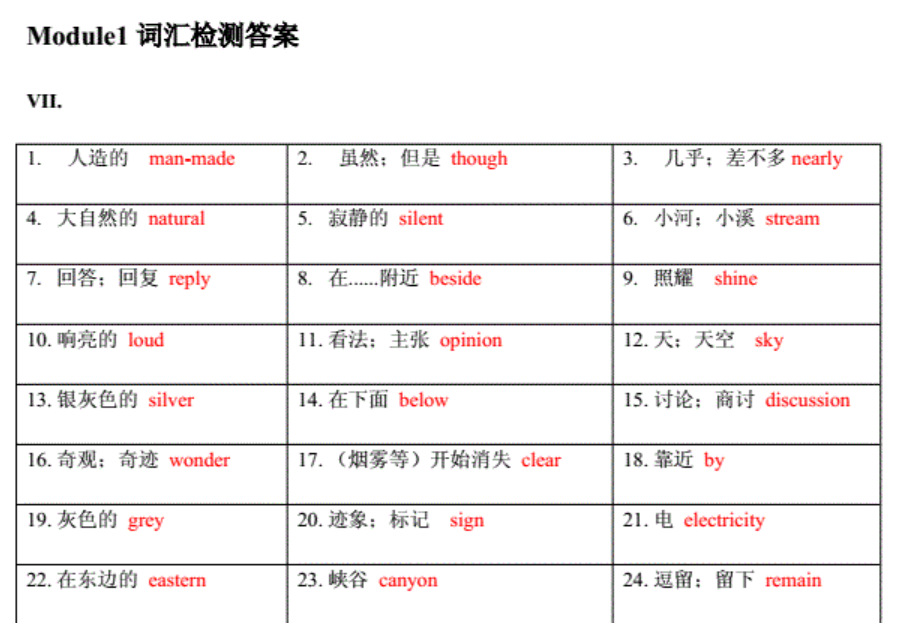 Module1 词汇检测答案
VII.
1. 人造的 man-made
2. 虽然；但是 though
3. 几乎；差不多 nearly
4. 大自然的 natural
5. 寂静的 silent
6. 小河；小溪 stream
7. 回答；回复 reply
8. 在......附近 beside
9. 照耀 shine
10. 响亮的 loud
11. 看法；主张 opinion
12. 天；天空 sky
13. 银灰色的 silver
14. 在下面 below
15. 讨论；商讨 discussion
16. 奇观；奇迹 wonder
17. （烟雾等）开始消失 clear
18. 靠近 by
19. 灰色的 grey
20. 迹象；标记 sign
21. 电 electricity
22. 在东边的 eastern
23. 峡谷 canyon
24. 逗留；留下 remain